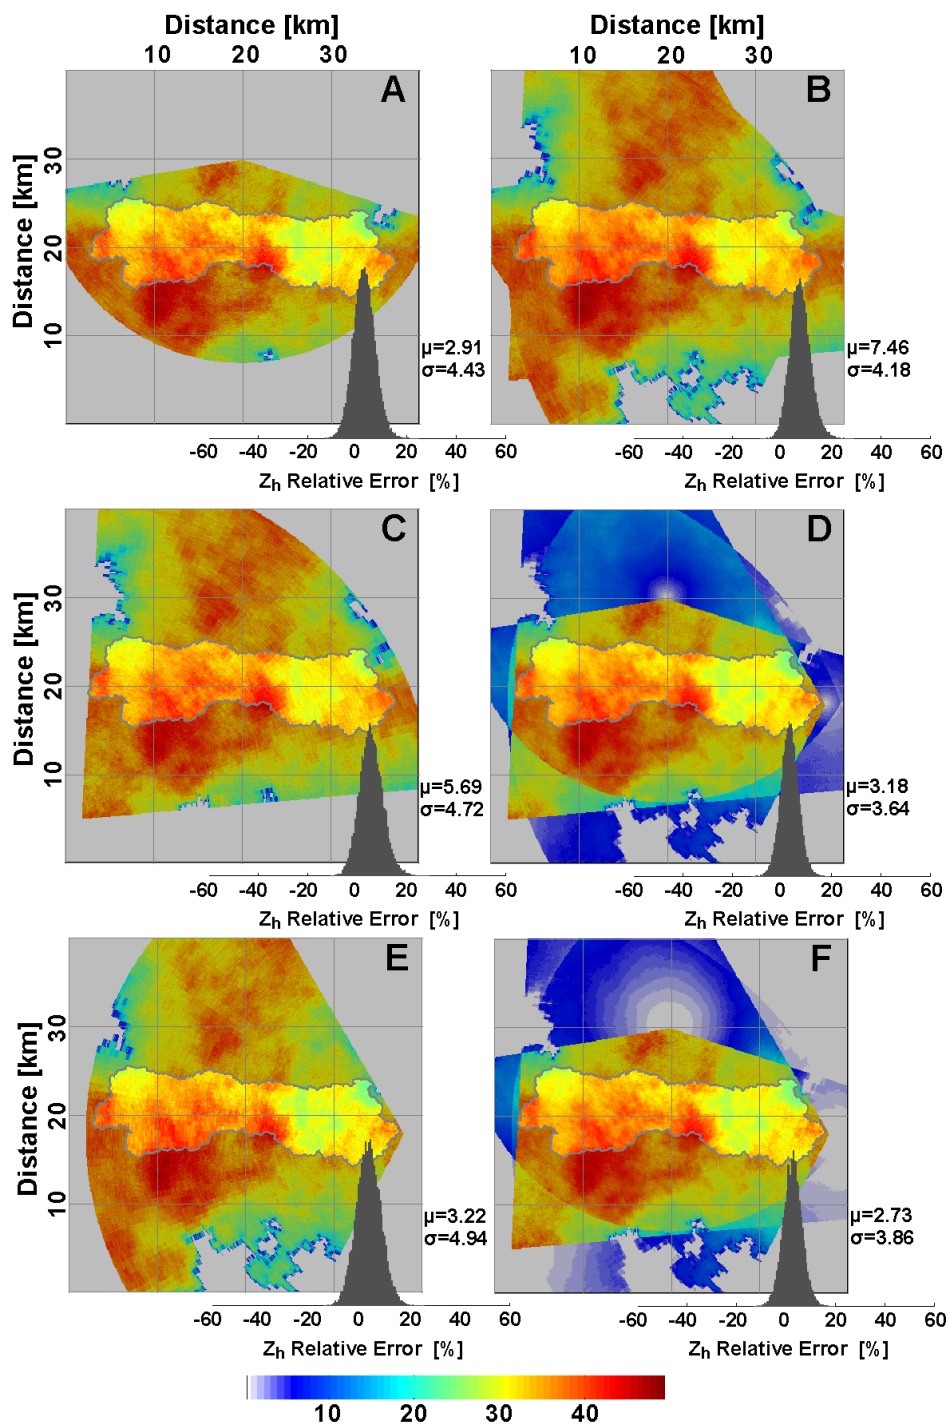 Distance [km] Distance [km]
10 20 30 10 20 30
A B
Distance [km]
30
20
10
μ=2.91
σ=4.43
μ=7.46
σ=4.18
-60 -40 -20 0 20 40 60 -60 -40 -20 0 20 40 60
Zh Relative Error [%] Zh Relative Error [%]
C D
Distance [km]
30
20
10
μ=5.69
σ=4.72
μ=3.18
σ=3.64
-60 -40 -20 0 20 40 60 -60 -40 -20 0 20 40 60
Zh Relative Error [%] Zh Relative Error [%]
E F
Distance [km]
30
20
10
μ=3.22
σ=4.94
μ=2.73
σ=3.86
-60 -40 -20 0 20 40 60 -60 -40 -20 0 20 40 60
Zh Relative Error [%] Zh Relative Error [%]
10 20 30 40